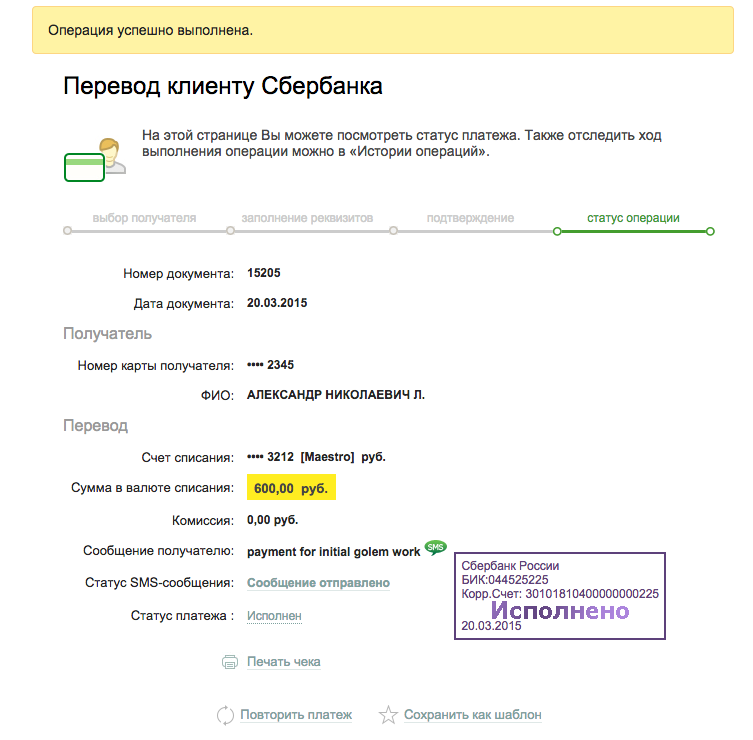 Операция успешно выполнена.
Перевод клиенту Сбербанка
На этой странице Вы можете посмотреть статус платежа. Также отследить ход
выполнения операции можно в «Истории операций».
выбор получателя заполнение реквизитов подтверждение статус операции
Номер документа: 15205
Дата документа: 20.03.2015
Получатель
Номер карты получателя: •••• 2345
ФИО: АЛЕКСАНДР НИКОЛАЕВИЧ Л.
Перевод
Счет списания: •••• 3212 [Maestro] руб.
Сумма в валюте списания: 600,00 руб.
Комиссия: 0,00 руб.
Сообщение получателю: payment for initial golem work SMS
Статус SMS-сообщения: Сообщение отправлено
Статус платежа : Исполнен
Сбербанк России
БИК:044525225
Корр.Счет: 30101810400000000225
Исполнено
20.03.2015
Печать чека
Повторить платеж Сохранить как шаблон